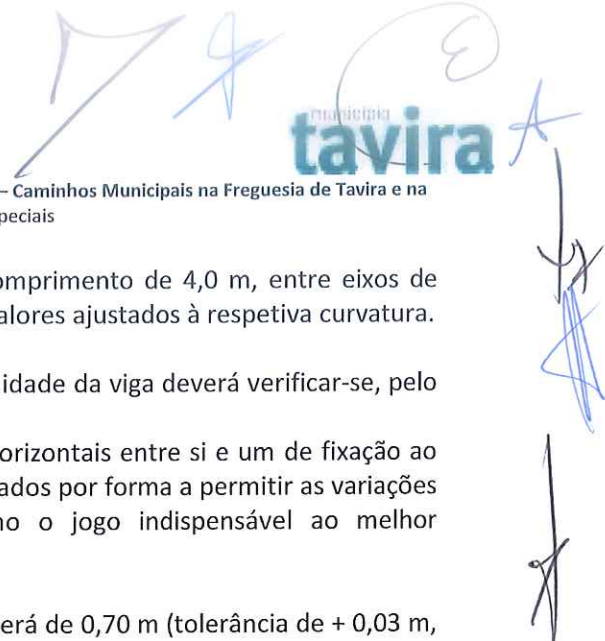 município
tavira
– Caminhos Municipais na Freguesia de Tavira e na
peciais
omprimento de 4,0 m, entre eixos de
alores ajustados à respetiva curvatura.
idade da viga deverá verificar-se, pelo
orizontais entre si e um de fixação ao
ados por forma a permitir as variações
no o jogo indispensável ao melhor
erá de 0,70 m (tolerância de + 0,03 m,